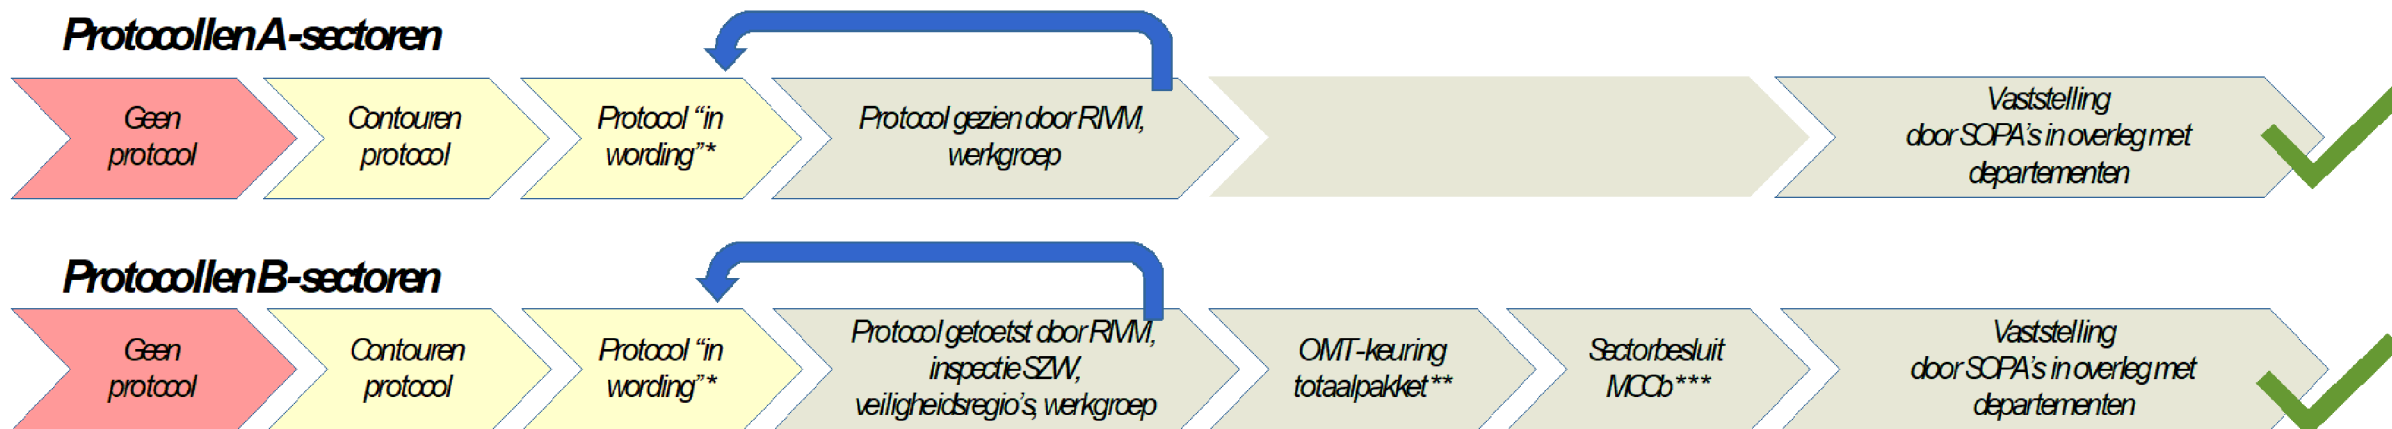 Protocollen A-sectoren
Geen
protocol
Contouren
protocol
Protocol “in
wording”*
Protocol gezien door RIVM,
werkgroep
Vaststelling
door SOPA's in overleg met
departementen
Protocollen B-sectoren
Geen
protocol
Contouren
protocol
Protocol “in
wording”*
Protocol getoetst door RIVM,
inspectie SZW,
veiligheidsregio's, werkgroep
OMT-keuring
totaalpakket**
Sectorbesluit
MCCb***
Vaststelling
door SOPA's in overleg met
departementen